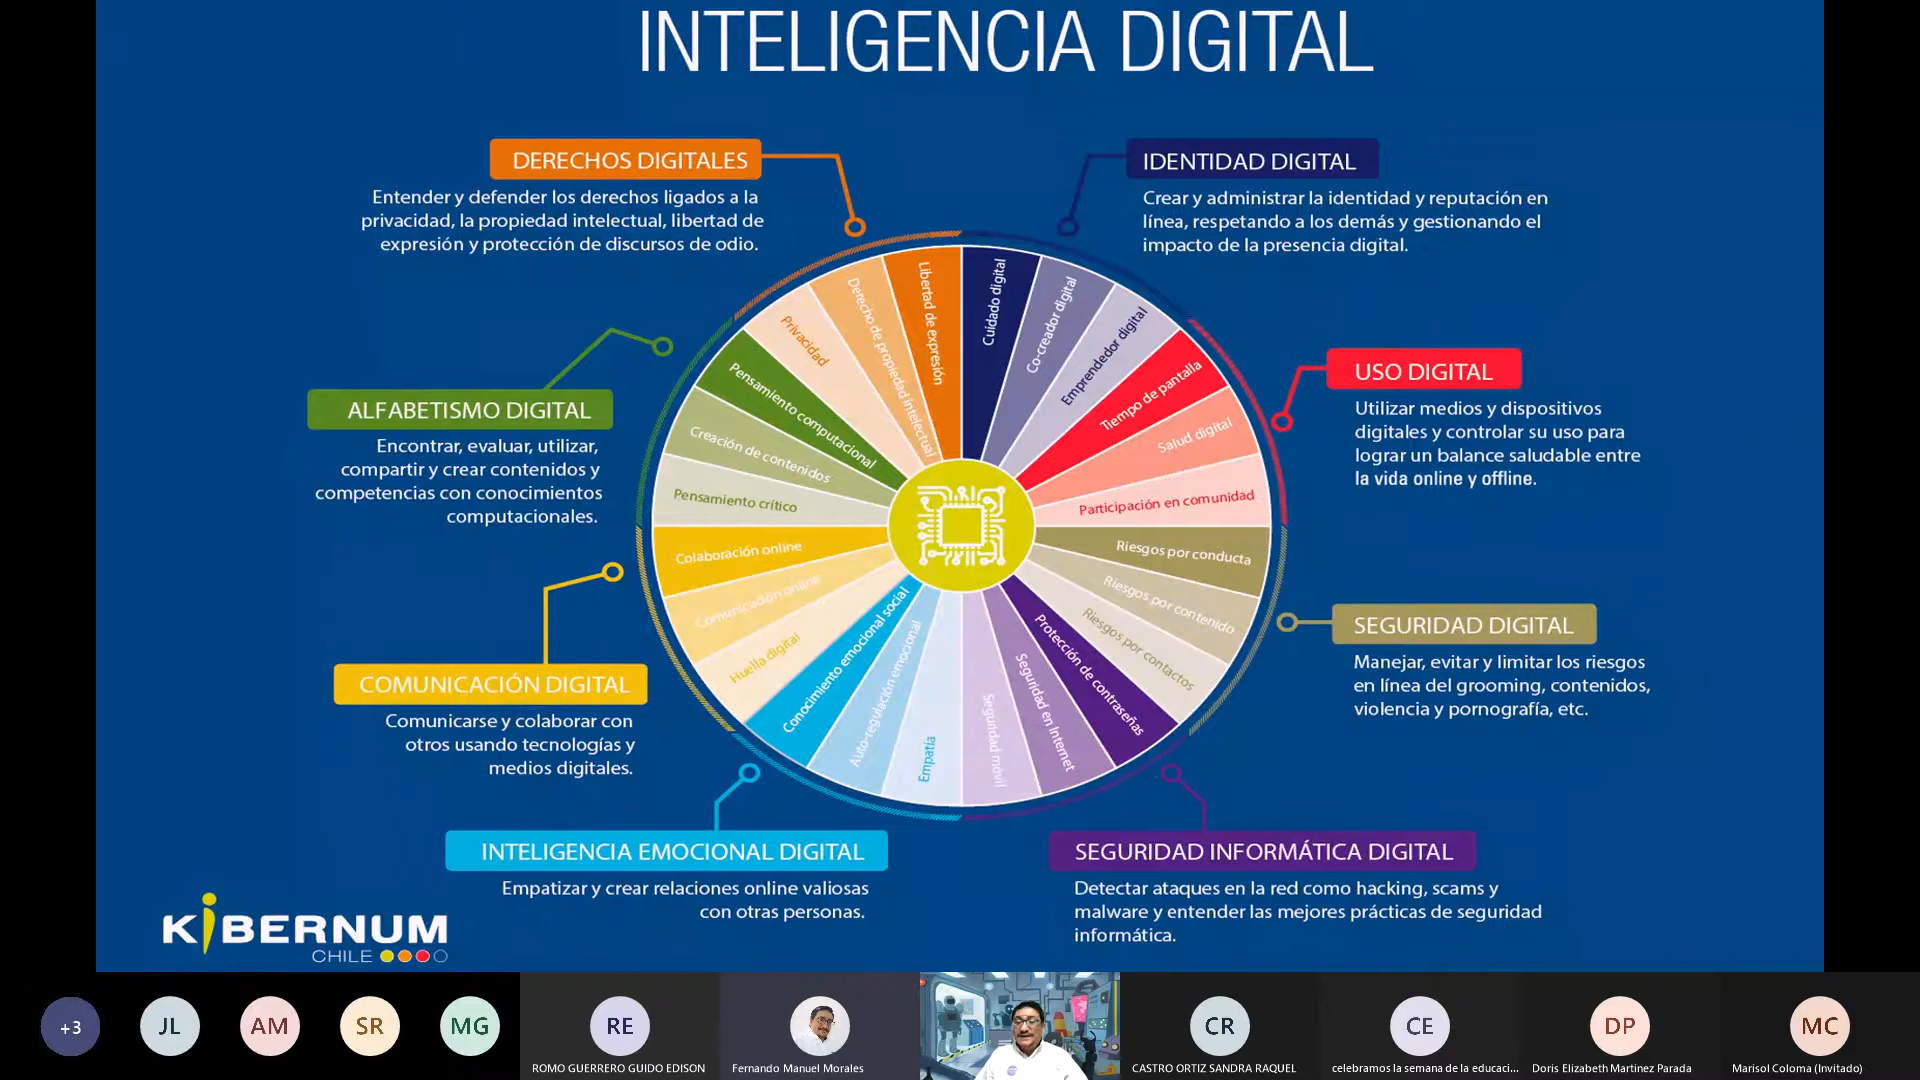 INTELIGENCIA DIGITAL
DERECHOS DIGITALES
Entender y defender los derechos ligados a la
privacidad, la propiedad intelectual, libertad de
expresión y protección de discursos de odio.
IDENTIDAD DIGITAL
Crear y administrar la identidad y reputación en
línea, respetando a los demás y gestionando el
impacto de la presencia digital.
USO DIGITAL
Utilizar medios y dispositivos
digitales y controlar su uso para
lograr un balance saludable entre
la vida online y offline.
ALFABETISMO DIGITAL
Encontrar, evaluar, utilizar,
compartir y crear contenidos y
competencias con conocimientos
computacionales.
Cuidado digital
Co-creador digital
Emprendedor digital
Tiempo de pantalla
Salud digital
Participación en comunidad
Riesgos por conducta
Riesgos por contenido
Riesgos por contactos
Protección de contraseñas
Seguridad en Internet
Seguridad móvil
Empatía
Auto-regulación emocional
Conocimiento emocional social
Huella digital
Comunicación online
Colaboración online
Pensamiento crítico
Creación de contenidos
Pensamiento computacional
Privacidad
Derecho de propiedad intelectual
Libertad de expresión
SEGURIDAD DIGITAL
Manejar, evitar y limitar los riesgos
en línea del grooming, contenidos,
violencia y pornografía, etc.
COMUNICACIÓN DIGITAL
Comunicarse y colaborar con
otros usando tecnologías y
medios digitales.
INTELIGENCIA EMOCIONAL DIGITAL
Empatizar y crear relaciones online valiosas
con otras personas.
SEGURIDAD INFORMÁTICA DIGITAL
Detectar ataques en la red como hacking, scams y
malware y entender las mejores prácticas de seguridad
informática.
KIBERNUM
CHILE
+3
JL
AM
SR
MG
RE
CR
CE
DP
MC
ROMO GUERRERO GUIDO EDISON
Fernando Manuel Morales
CASTRO ORTIZ SANDRA RAQUEL
celebramos la semana de la educaci...
Doris Elizabeth Martinez Parada
Marisol Coloma (Invitado)